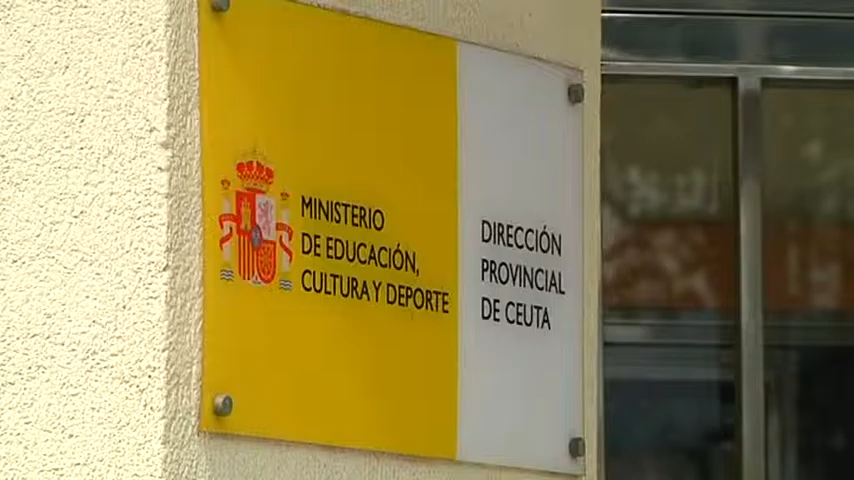 MINISTERIO
DE EDUCACIÓN,
CULTURA Y DEPORTE
DIRECCIÓN
PROVINCIAL
DE CEUTA